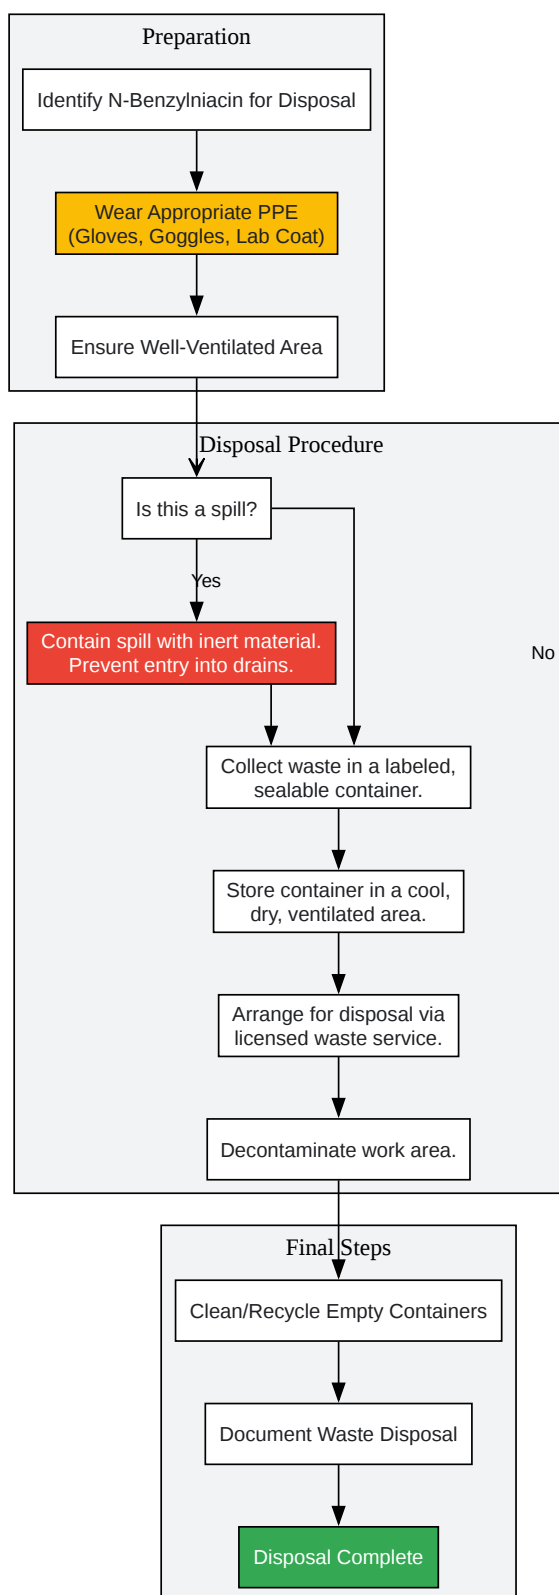 Preparation
Identify N-Benzylniacin for Disposal
Wear Appropriate PPE
(Gloves, Goggles, Lab Coat)
Ensure Well-Ventilated Area
Disposal Procedure
Is this a spill?
Yes
Contain spill with inert material.
Prevent entry into drains.
No
Collect waste in a labeled,
sealable container.
Store container in a cool,
dry, ventilated area.
Arrange for disposal via
licensed waste service.
Decontaminate work area.
Final Steps
Clean/Recycle Empty Containers
Document Waste Disposal
Disposal Complete